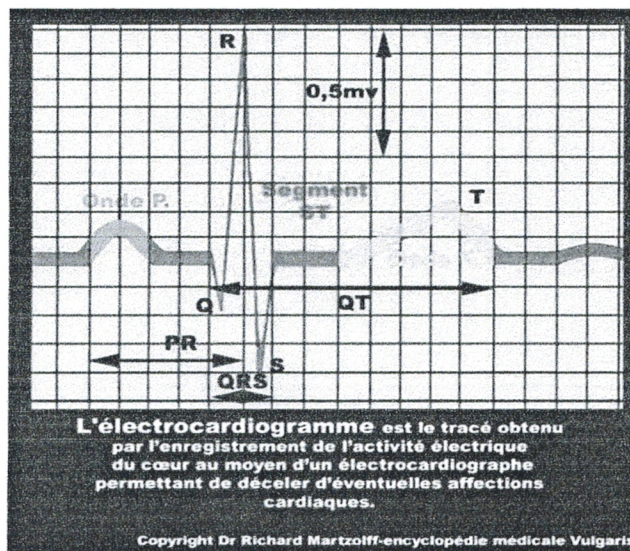 R
0,5mv
Onde P.
Segment
ST
T
Q
QT
PR
S
QRS
L'électrocardiogramme est le tracé obtenu
par l'enregistrement de l'activité électrique
du cœur au moyen d'un électrocardiographe
permettant de déceler d'éventuelles affections
cardiaques.
Copyright Dr Richard Martzolff-encyclopédie médicale Vulgaris